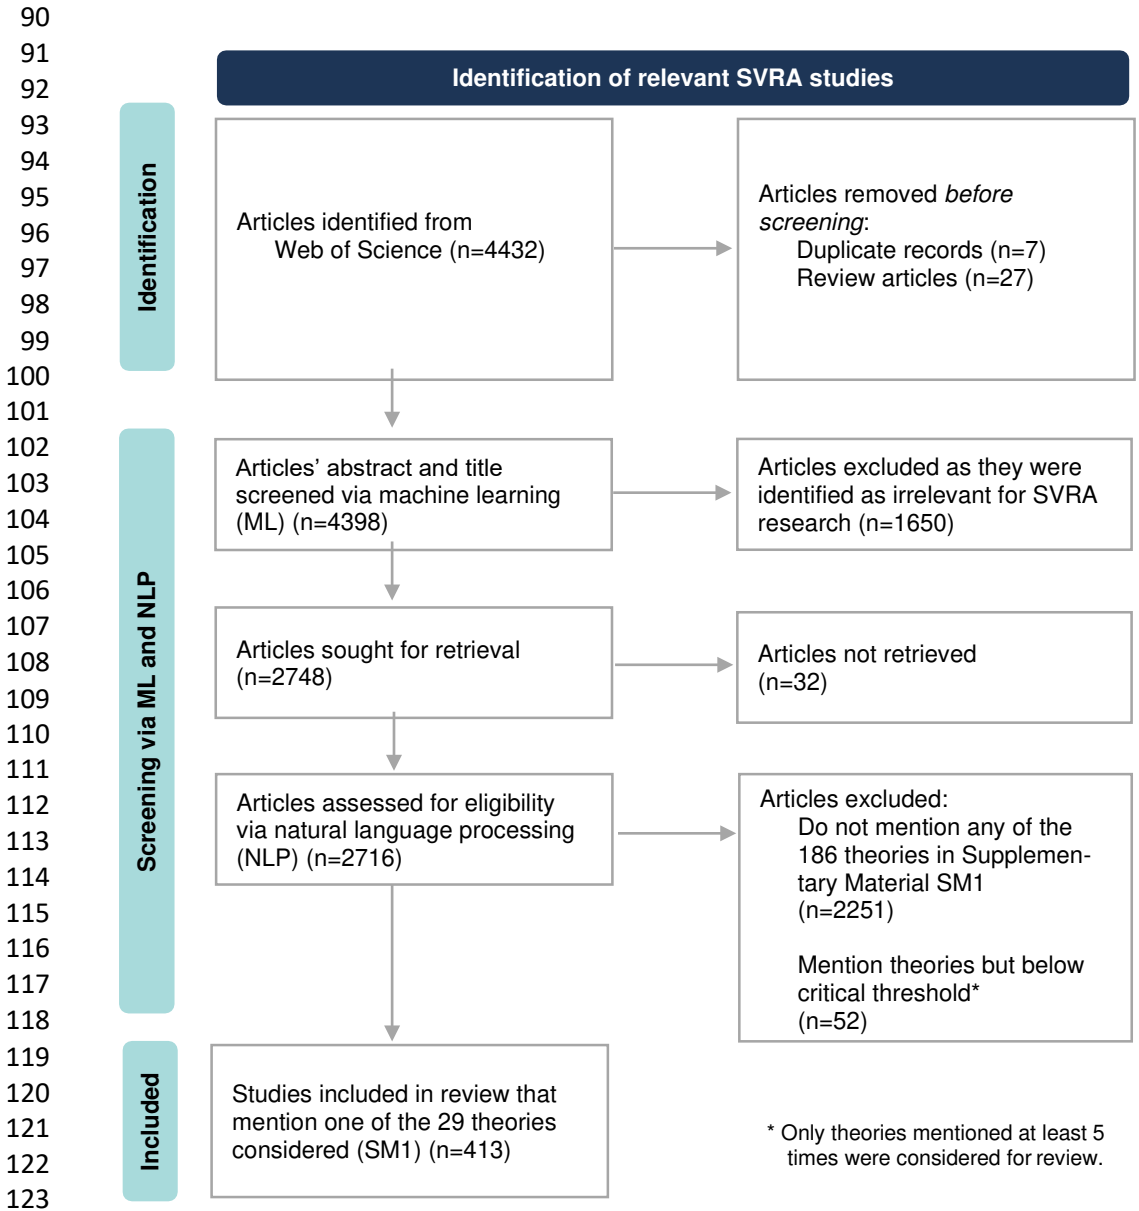 90
91
92
93
94
95
96
97
98
99
100
101
102
103
104
105
106
107
108
109
110
111
112
113
114
115
116
117
118
119
120
121
122
123
Identification of relevant SVRA studies
Identification
Articles identified from
Web of Science (n=4432)
Articles removed before
screening:
Duplicate records (n=7)
Review articles (n=27)
Screening via ML and NLP
Articles’ abstract and title
screened via machine learning
(ML) (n=4398)
Articles excluded as they were
identified as irrelevant for SVRA
research (n=1650)
Articles sought for retrieval
(n=2748)
Articles not retrieved
(n=32)
Articles assessed for eligibility
via natural language processing
(NLP) (n=2716)
Articles excluded:
Do not mention any of the
186 theories in Supplemen-
tary Material SM1
(n=2251)
Mention theories but below
critical threshold*
(n=52)
Included
Studies included in review that
mention one of the 29 theories
considered (SM1) (n=413)
* Only theories mentioned at least 5
times were considered for review.